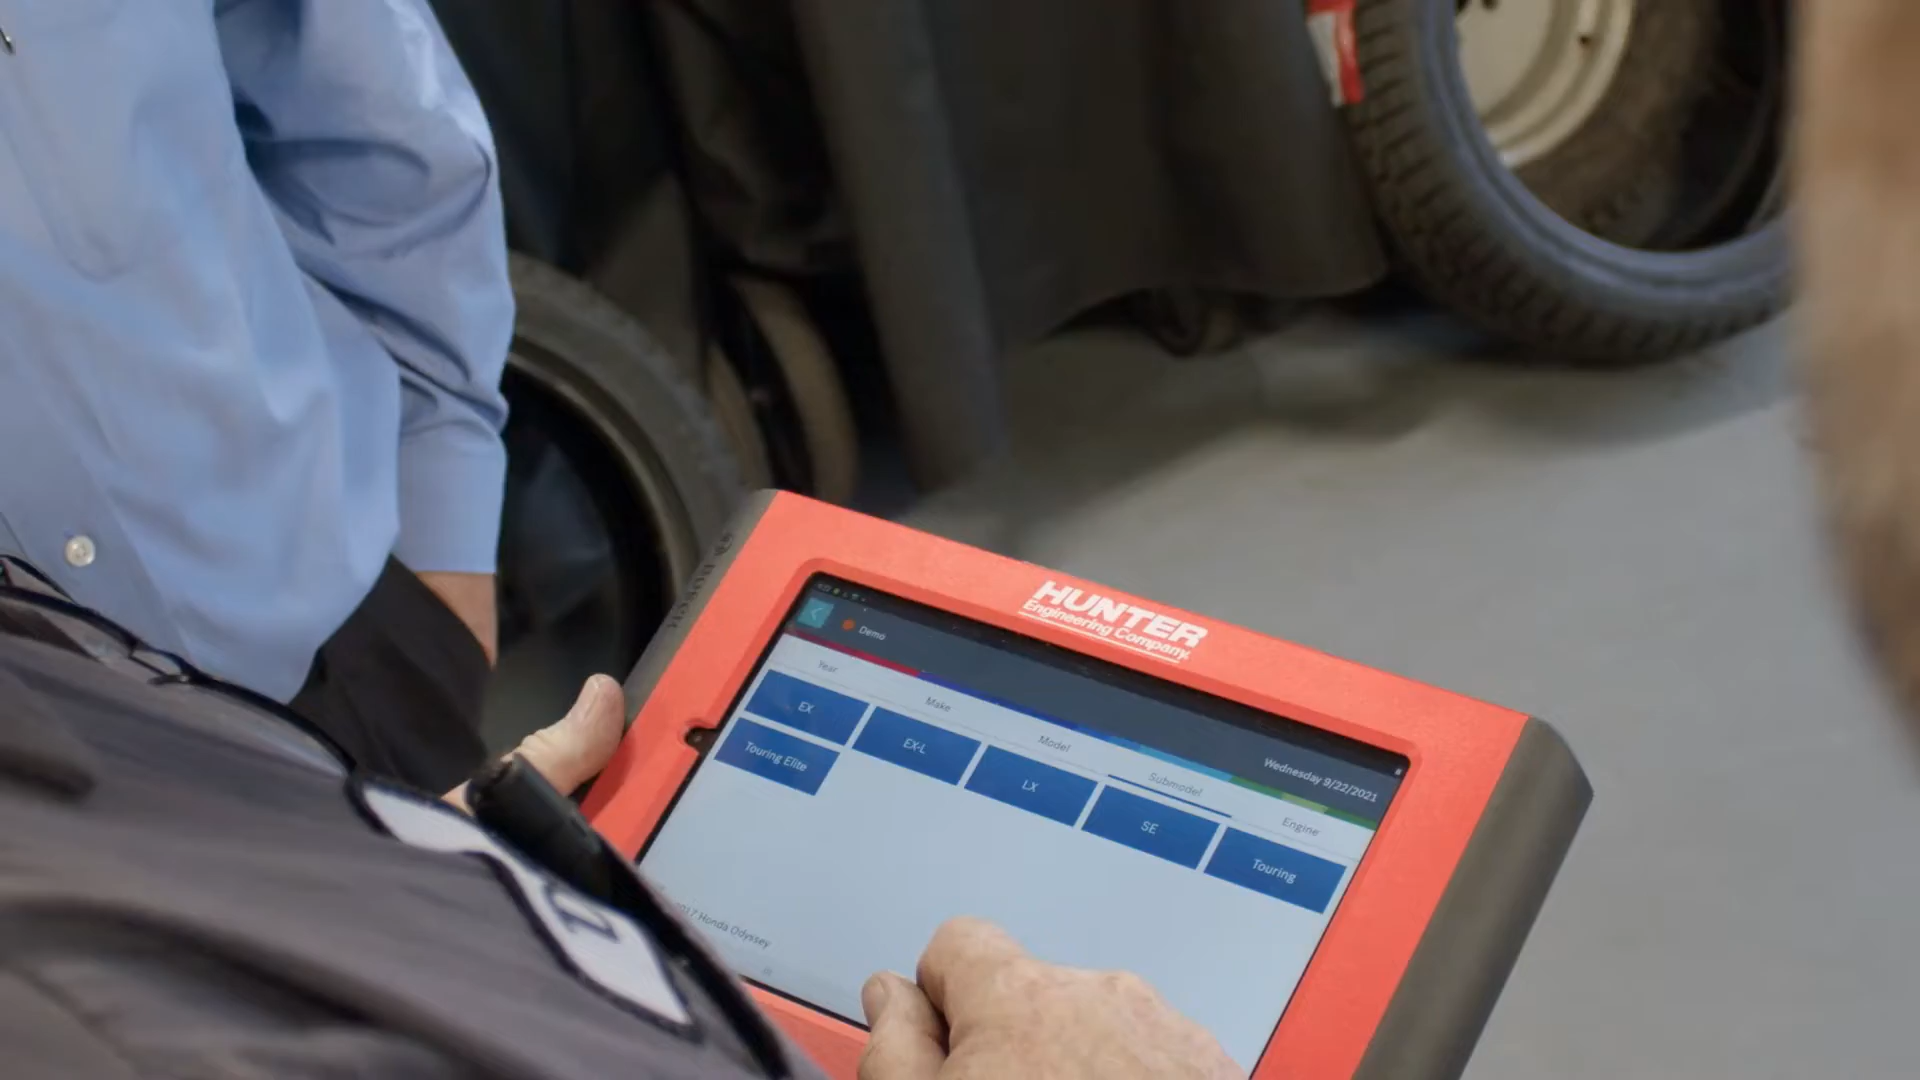 HUNTER
Engineering Company
Demo
Wednesday 9/22/2021
Year
Make
Model
Submodel
Engine
EX
EX-L
LX
SE
Touring
Touring Elite
2017 Honda Odyssey